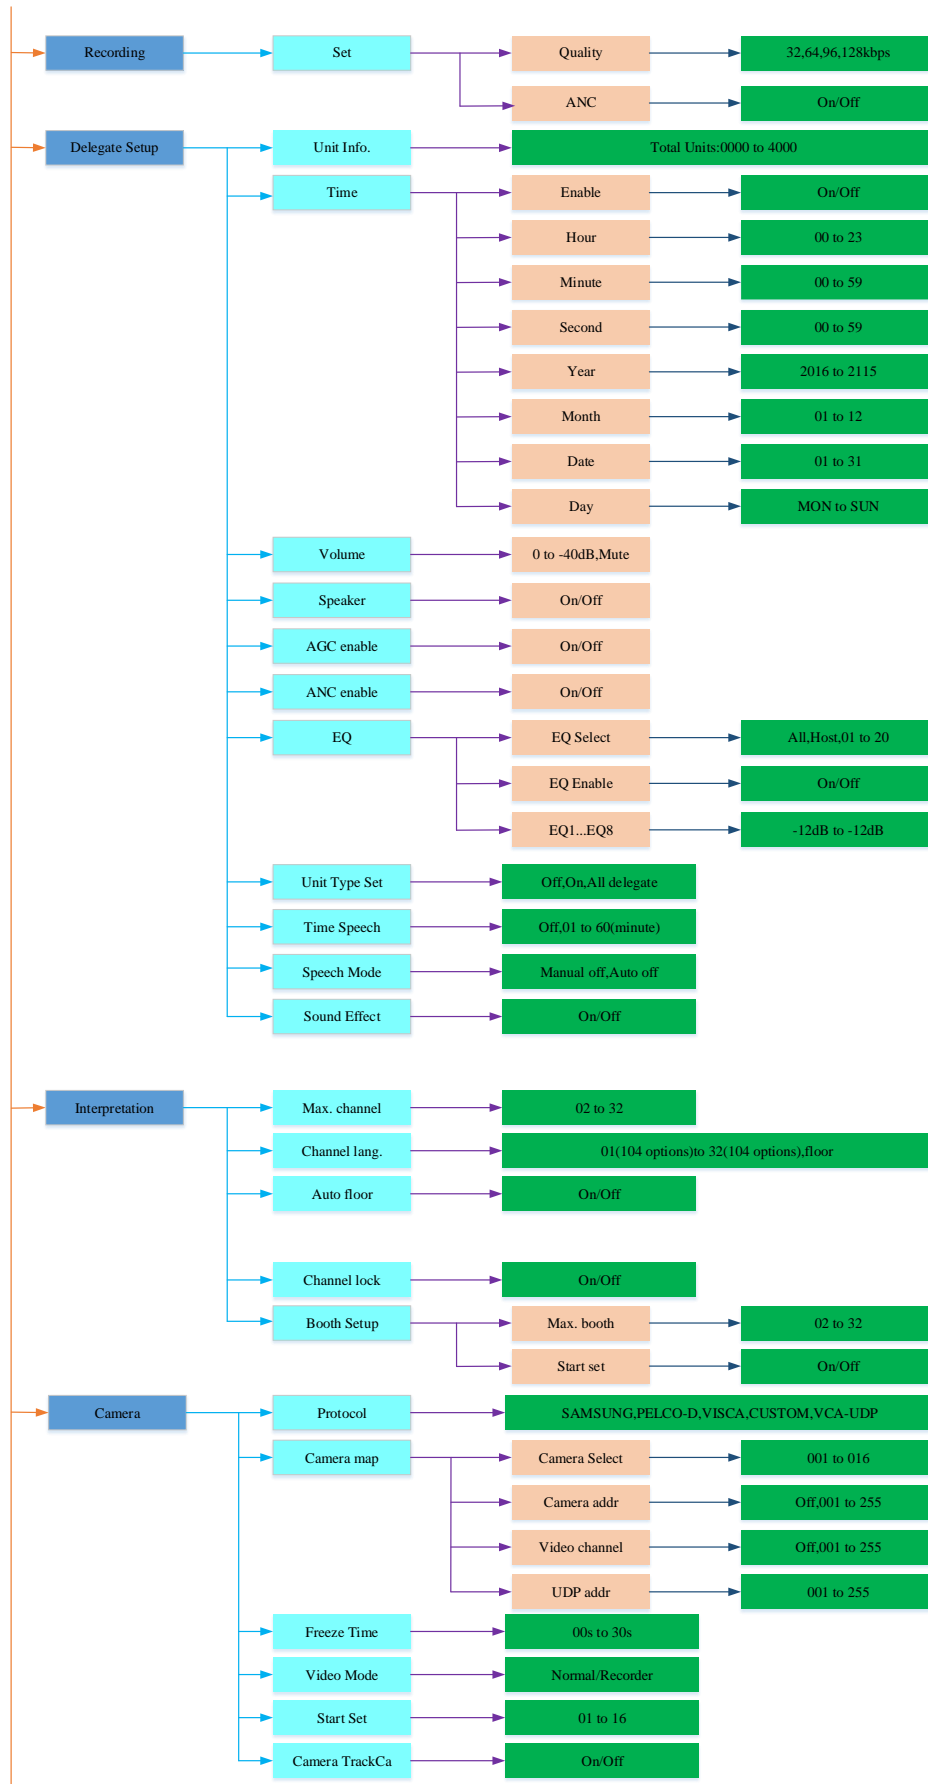 Recording
Set
Quality
32,64,96,128kbps
ANC
On/Off
Delegate Setup
Unit Info.
Total Units:0000 to 4000
Time
Enable
On/Off
Hour
00 to 23
Minute
00 to 59
Second
00 to 59
Year
2016 to 2115
Month
01 to 12
Date
01 to 31
Day
MON to SUN
Volume
0 to -40dB,Mute
Speaker
On/Off
AGC enable
On/Off
ANC enable
On/Off
EQ
EQ Select
All,Host,01 to 20
EQ Enable
On/Off
EQ1...EQ8
-12dB to -12dB
Unit Type Set
Off,On,All delegate
Time Speech
Off,01 to 60(minute)
Speech Mode
Manual off,Auto off
Sound Effect
On/Off
Interpretation
Max. channel
02 to 32
Channel lang.
01(104 options)to 32(104 options),floor
Auto floor
On/Off
Channel lock
On/Off
Booth Setup
Max. booth
02 to 32
Start set
On/Off
Camera
Protocol
SAMSUNG,PELCO-D,VISCA,CUSTOM,VCA-UDP
Camera map
Camera Select
001 to 016
Camera addr
Off,001 to 255
Video channel
Off,001 to 255
UDP addr
001 to 255
Freeze Time
00s to 30s
Video Mode
Normal/Recorder
Start Set
01 to 16
Camera TrackCa
On/Off